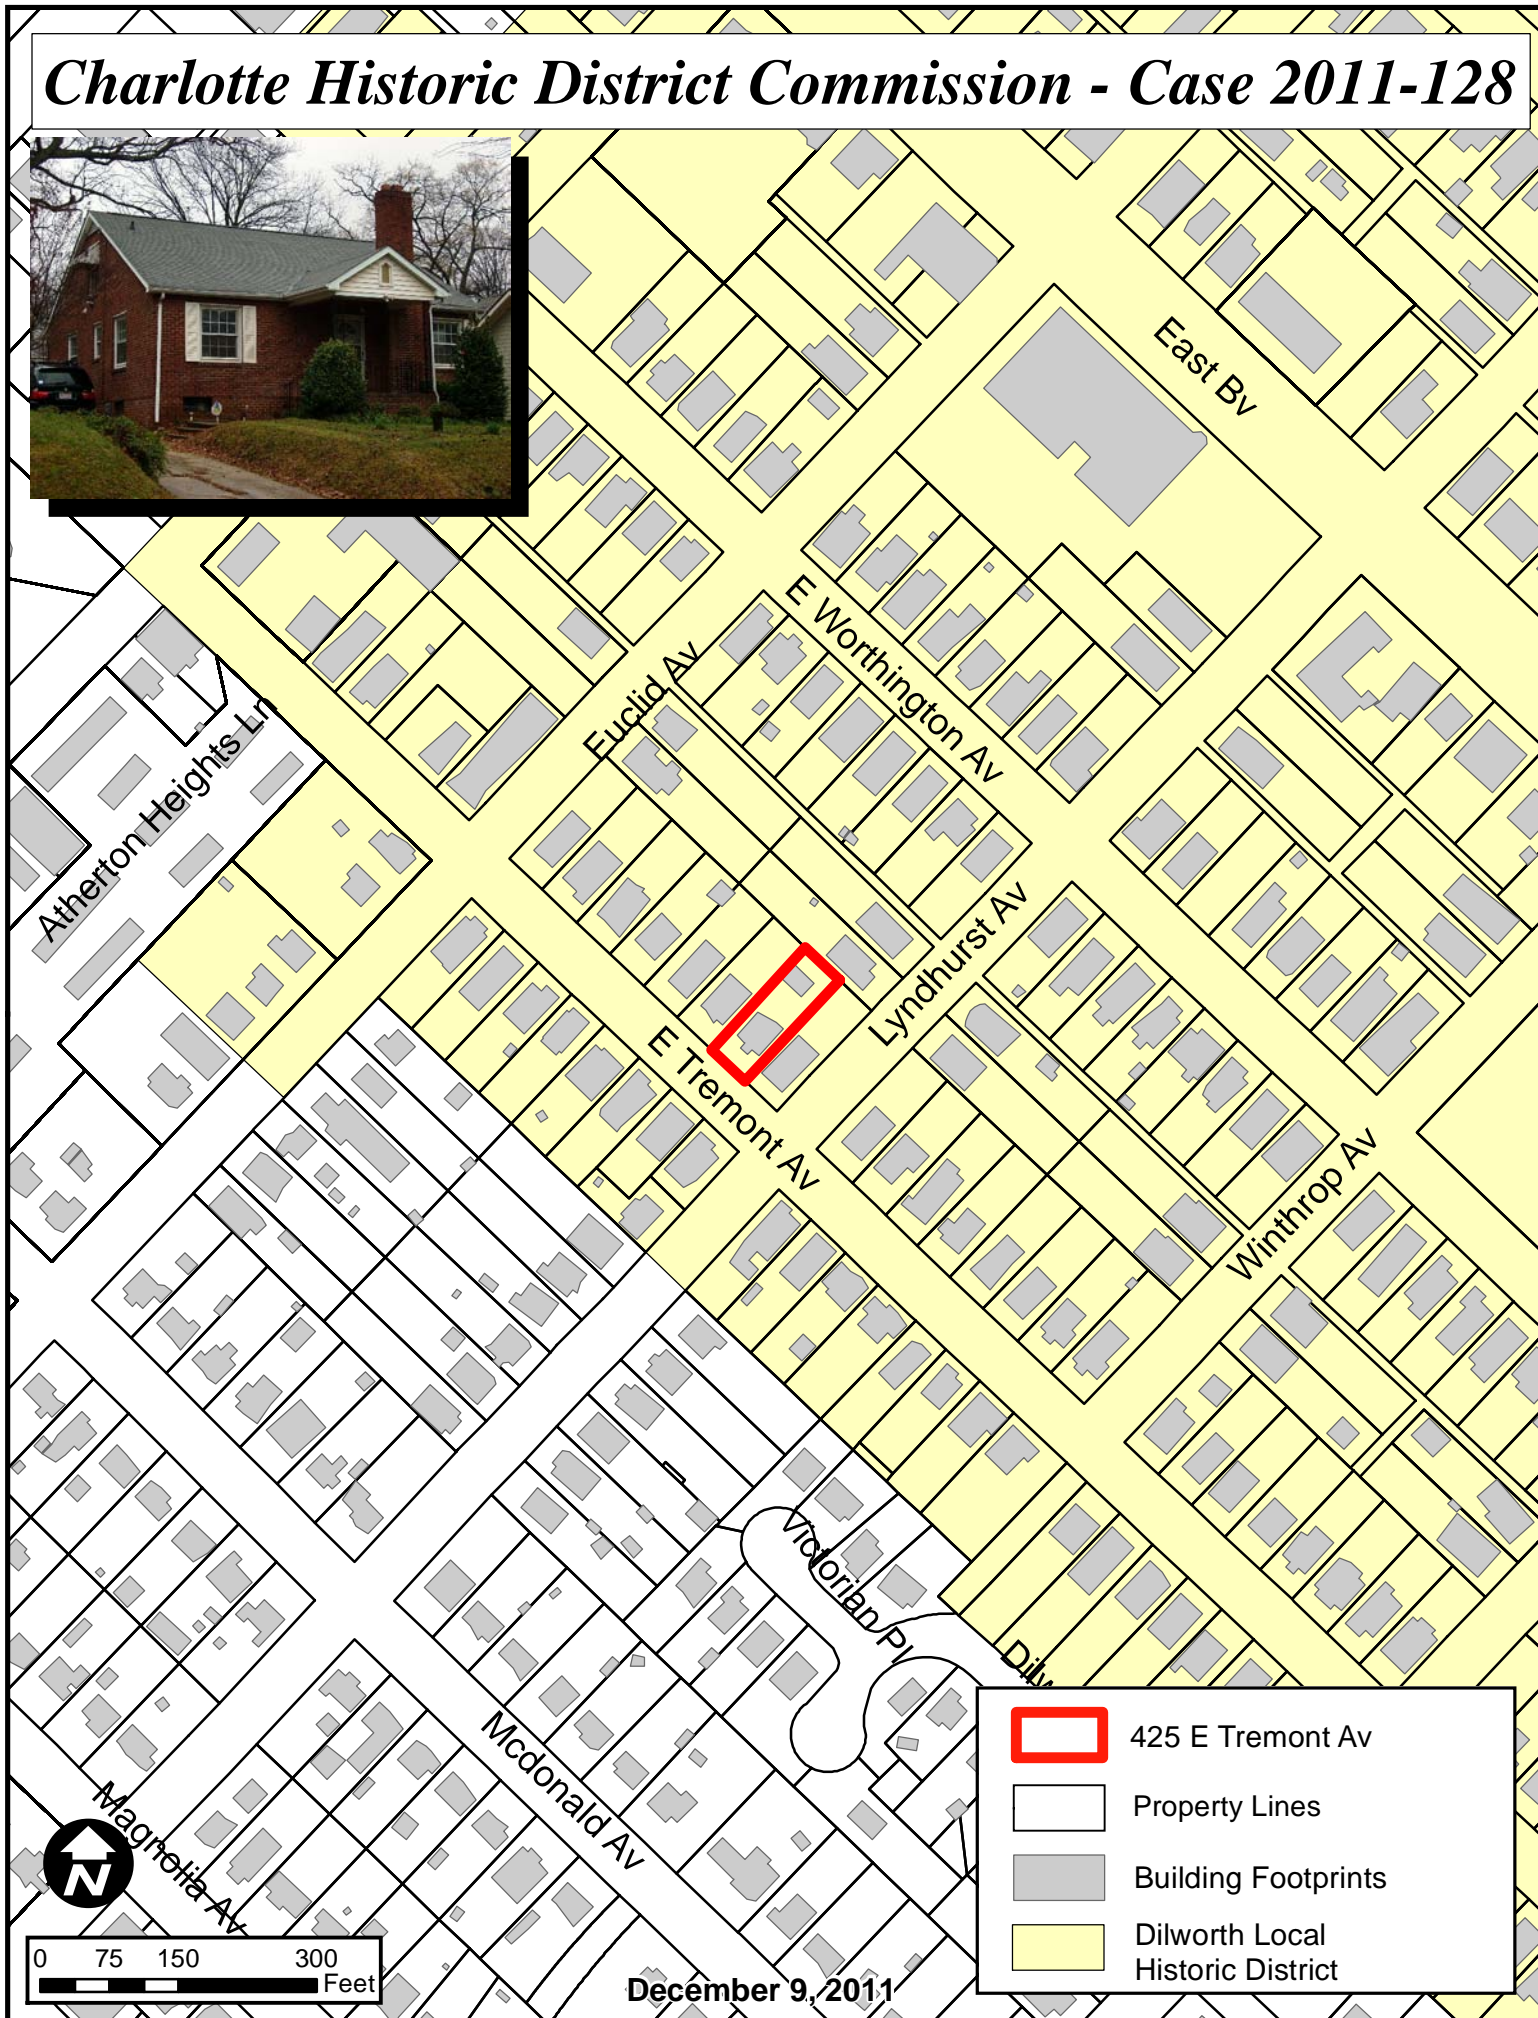 Charlotte Historic District Commission - Case 2011-128
East Bv
E Worthington Av
Euclid Av
Atherton Heights Ln
Lyndhurst Av
E Tremont Av
Winthrop Av
Victorian Pl
Mcdonald Av
Magnolia Av
425 E Tremont Av
Property Lines
Building Footprints
Dilworth Local
Historic District
N
0 75 150 300
Feet
December 9, 2011